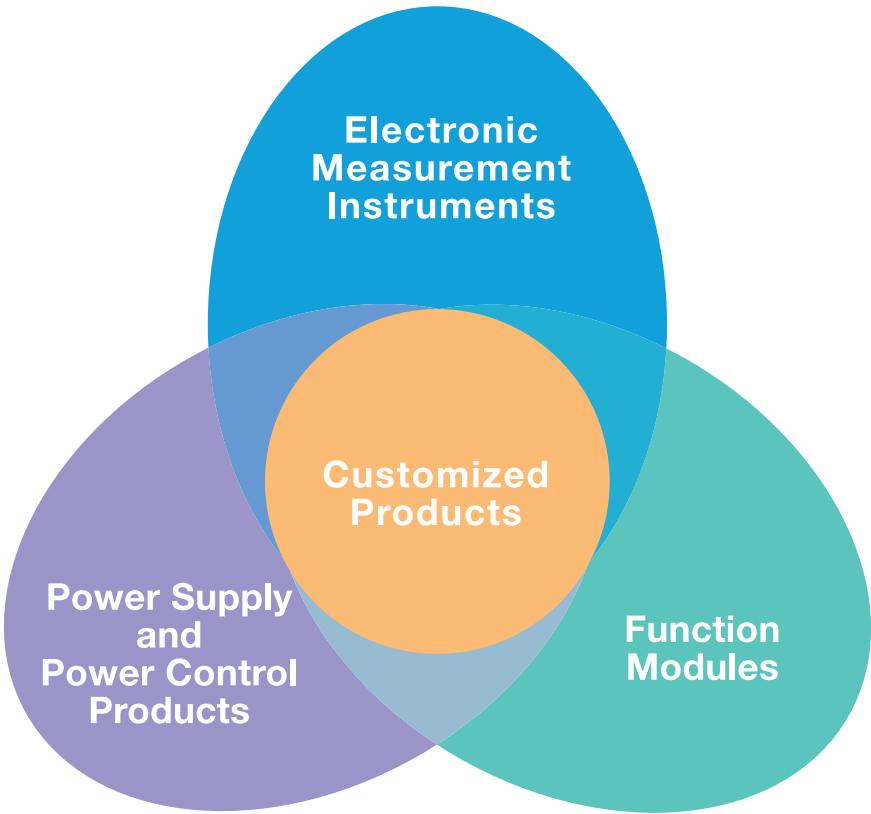 Electronic
Measurement
Instruments
Customized
Products
Power Supply
and
Power Control
Products
Function
Modules